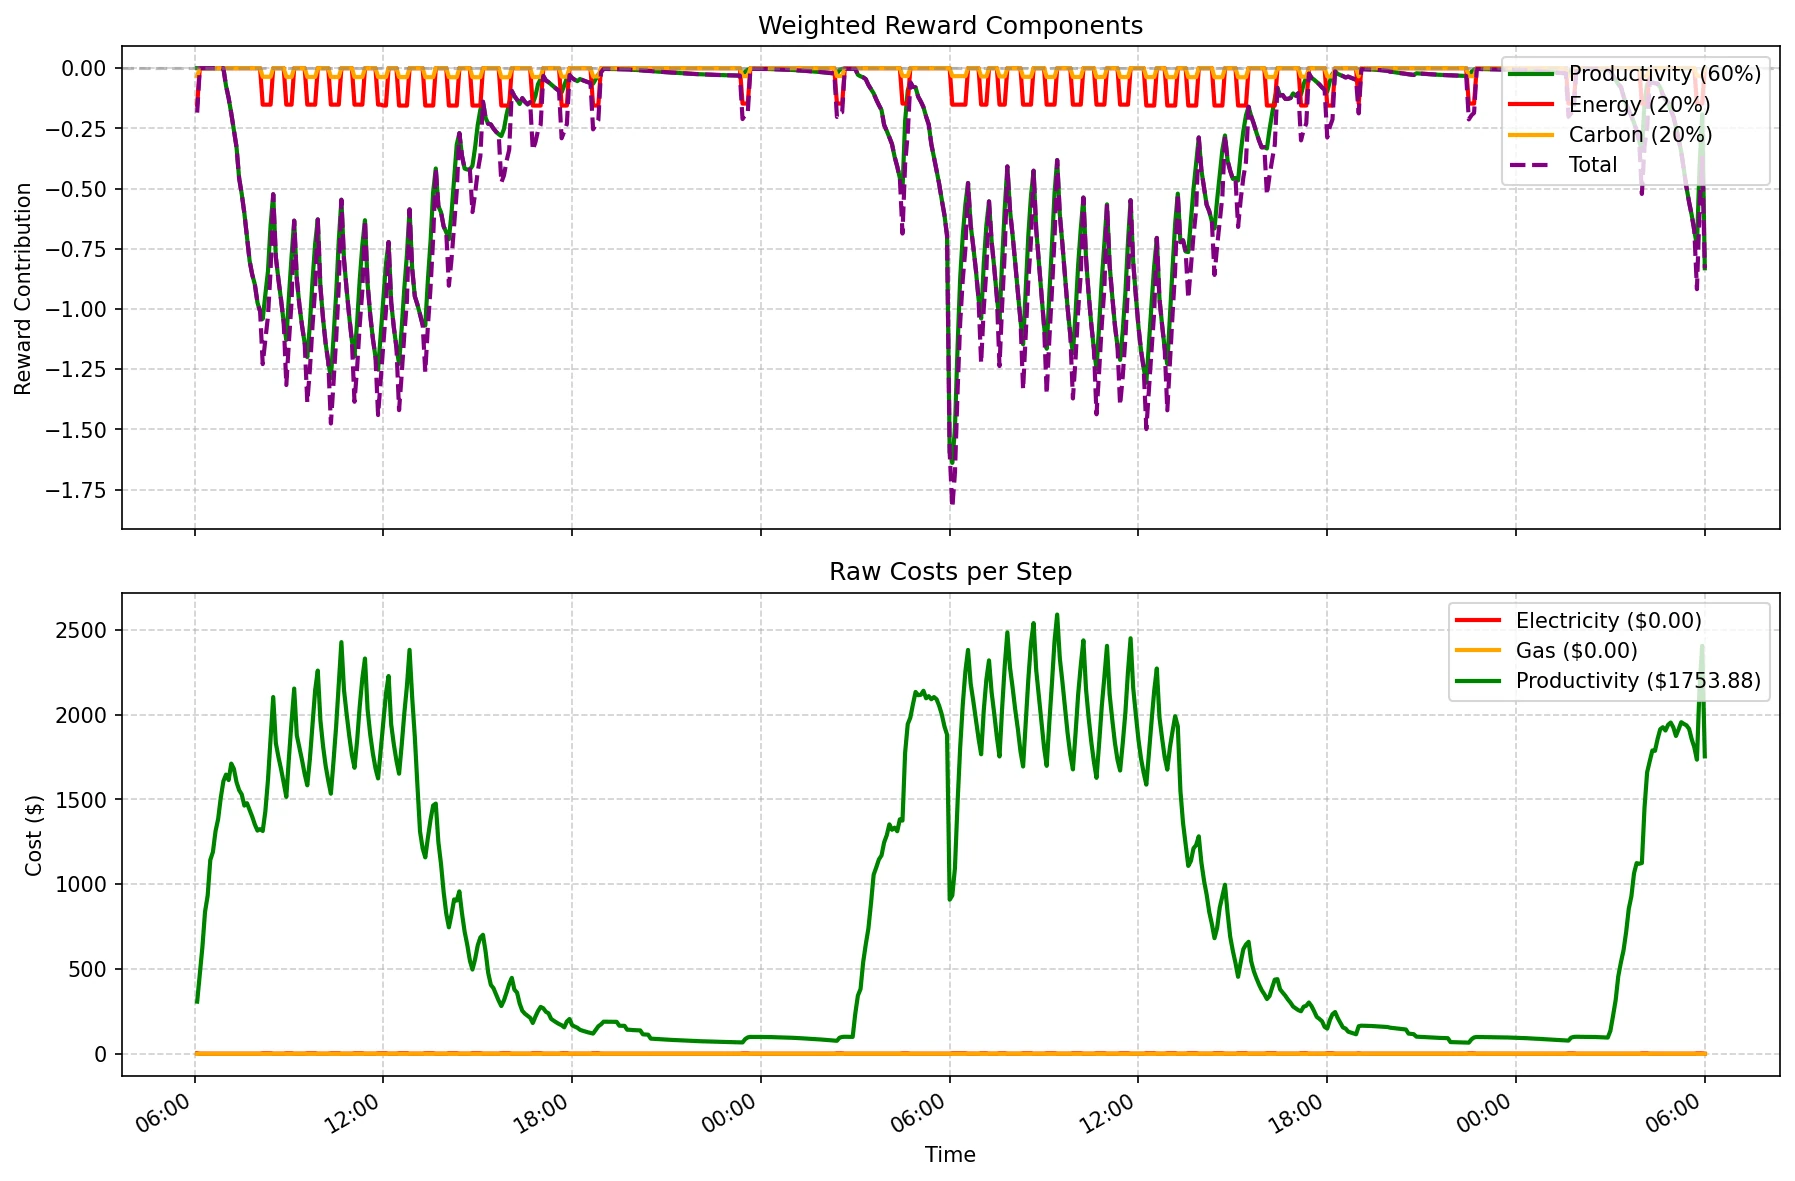 Weighted Reward Components
Reward Contribution
0.00
−0.25
−0.50
−0.75
−1.00
−1.25
−1.50
−1.75
Productivity (60%)
Energy (20%)
Carbon (20%)
Total
Raw Costs per Step
Cost ($)
2500
2000
1500
1000
500
0
Electricity ($0.00)
Gas ($0.00)
Productivity ($1753.88)
06:00
12:00
18:00
00:00
06:00
12:00
18:00
00:00
06:00
Time